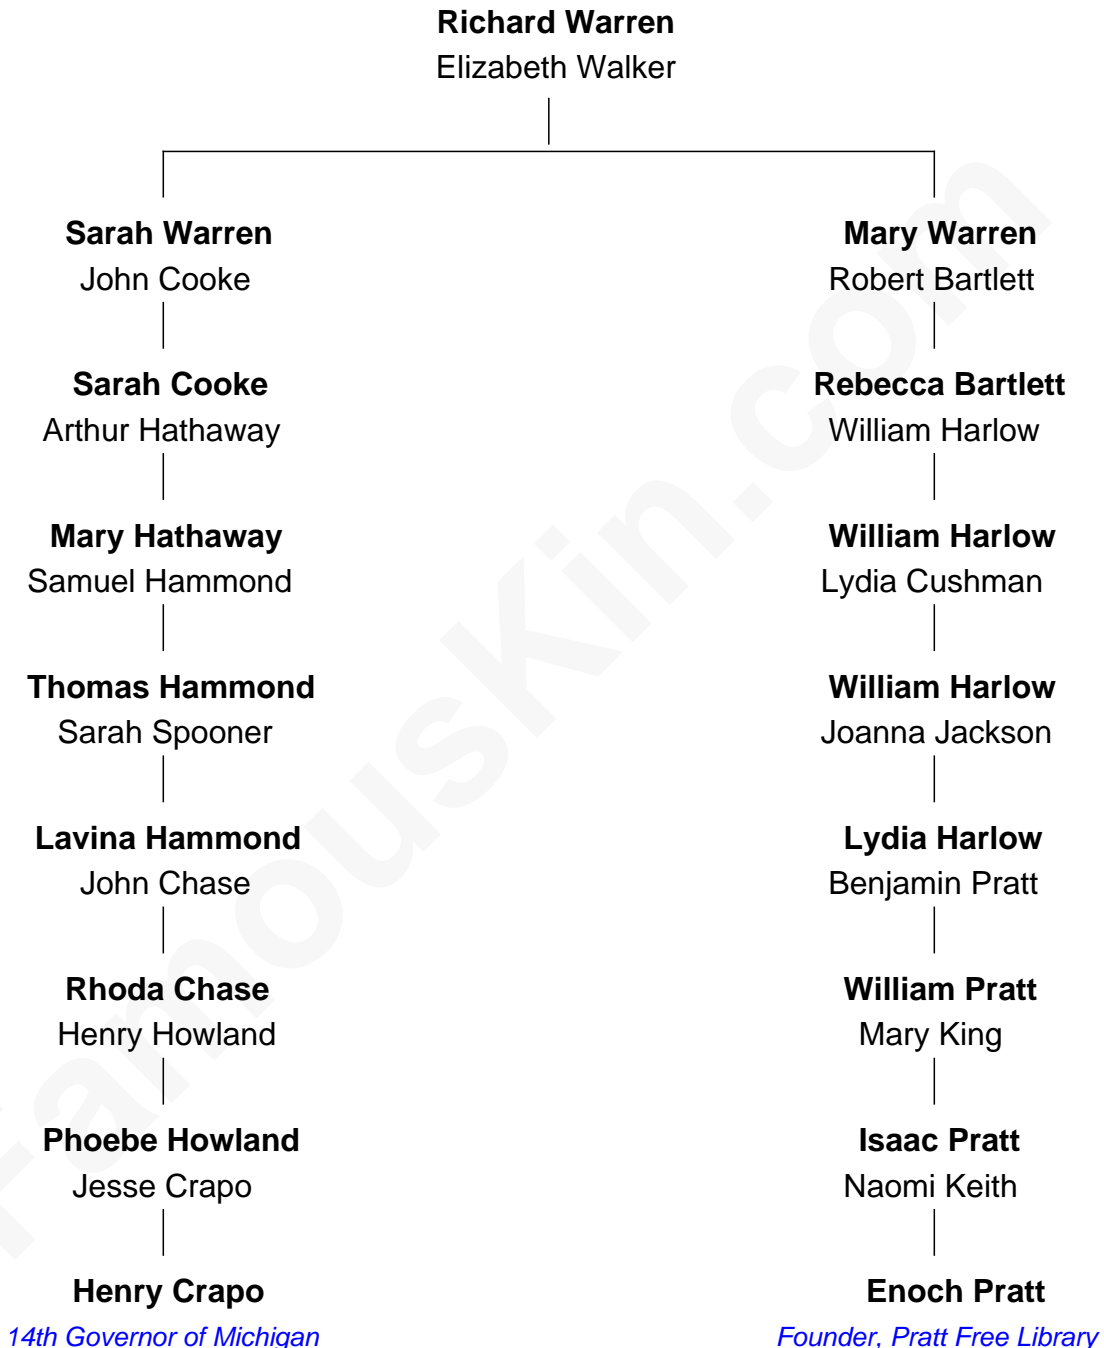 Richard Warren
Elizabeth Walker
Sarah Warren
John Cooke
Mary Warren
Robert Bartlett
Sarah Cooke
Arthur Hathaway
Rebecca Bartlett
William Harlow
Mary Hathaway
Samuel Hammond
William Harlow
Lydia Cushman
Thomas Hammond
Sarah Spooner
William Harlow
Joanna Jackson
Lavina Hammond
John Chase
Lydia Harlow
Benjamin Pratt
Rhoda Chase
Henry Howland
William Pratt
Mary King
Phoebe Howland
Jesse Crapo
Isaac Pratt
Naomi Keith
Henry Crapo
14th Governor of Michigan
Enoch Pratt
Founder, Pratt Free Library
FamousKin.com